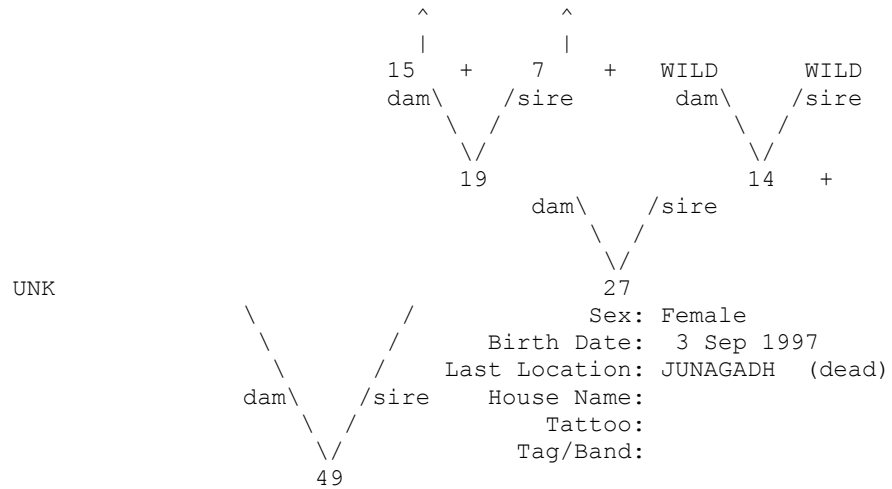 ^ ^
| |
15 + 7 + WILD WILD
dam\ /sire dam\ /sire
\ / \ /
\/ \/
19 14 +
dam\ /sire
\ /
\/
UNK 27
\ / Sex: Female
\ / Birth Date: 3 Sep 1997
\ / Last Location: JUNAGADH (dead)
dam\ /sire House Name:
\ / Tattoo:
\/ Tag/Band:
49